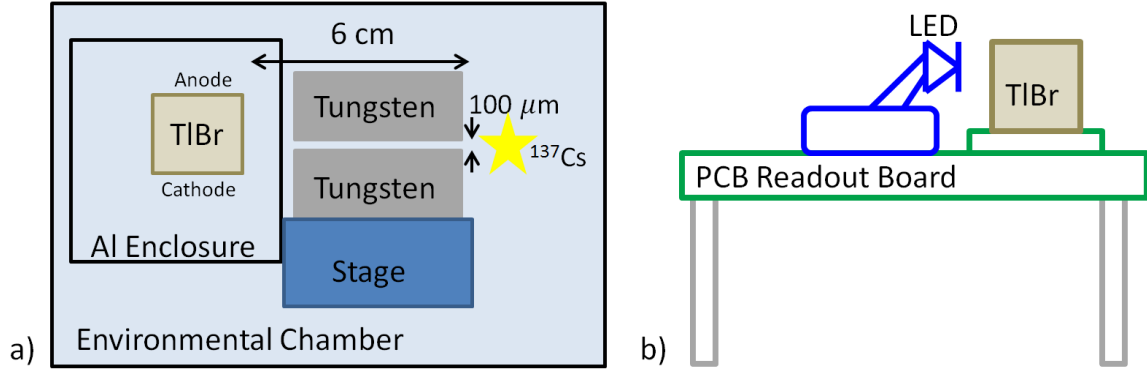 6 cm
Anode
TlBr
Cathode
Tungsten
100 μm
¹³⁷Cs
Tungsten
Al Enclosure
Stage
Environmental Chamber
a)
LED
TlBr
PCB Readout Board
b)